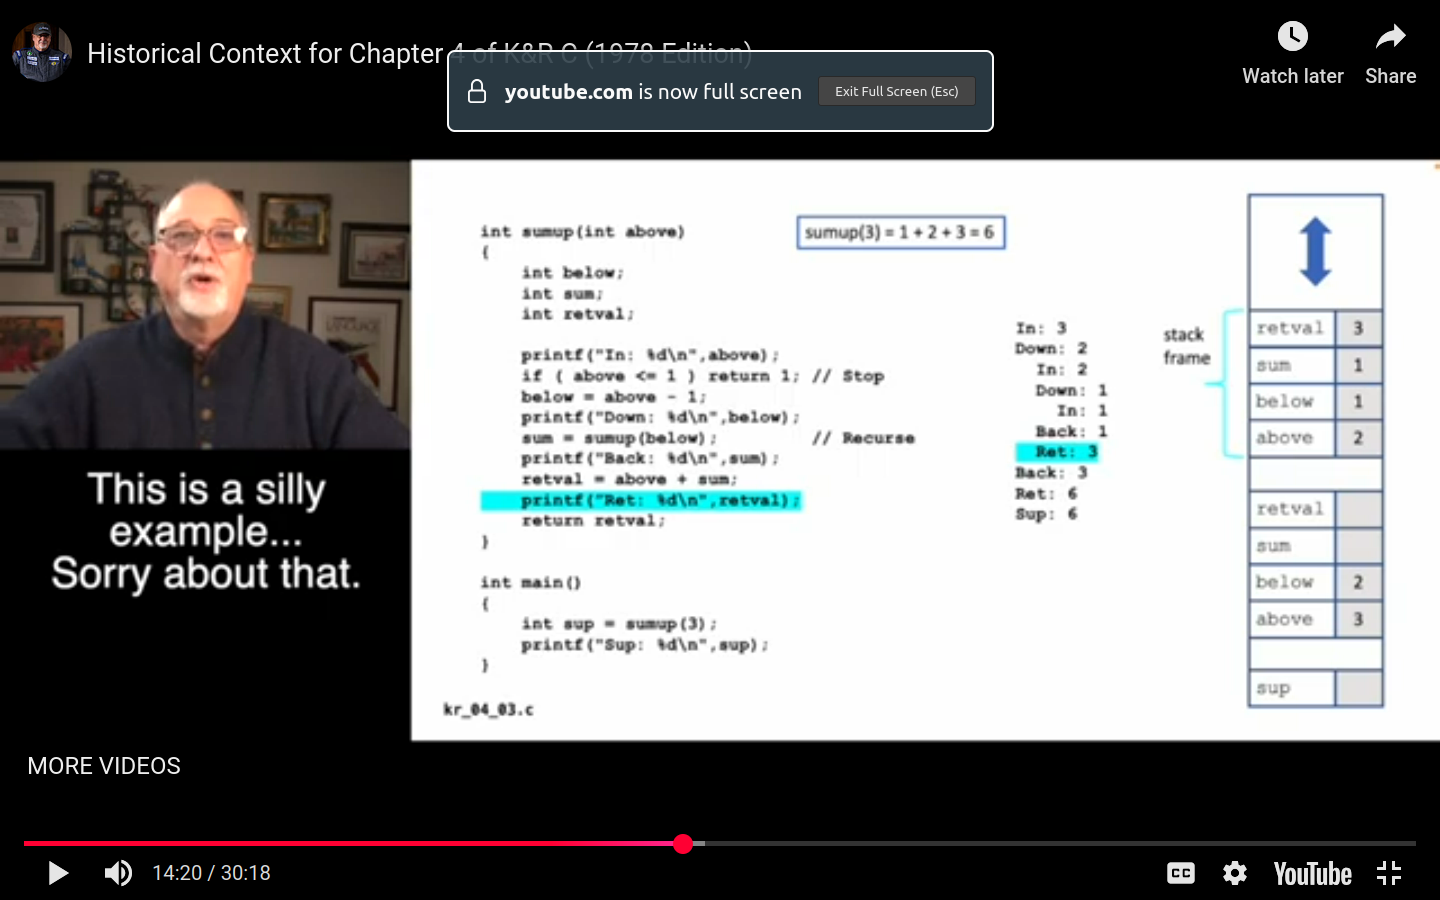 Historical Context for Chapter 4 of K&R C (1978 Edition)
youtube.com is now full screen
Exit Full Screen (Esc)
Watch later
Share
int sumup(int above)
{
    int below;
    int sum;
    int retval;
    printf("In: %d\n",above);
    if ( above <= 1 ) return 1; // Stop
    below = above - 1;
    printf("Down: %d\n",below);
    sum = sumup(below);         // Recurse
    printf("Back: %d\n",sum);
    retval = above + sum;
    printf("Ret: %d\n",retval);
    return retval;
}
int main()
{
    int sup = sumup(3);
    printf("Sup: %d\n",sup);
}
kr_04_03.c
sumup(3) = 1 + 2 + 3 = 6
In: 3
Down: 2
  In: 2
  Down: 1
    In: 1
  Back: 1
  Ret: 3
Back: 3
Ret: 6
Sup: 6
stack
frame
retval 3
sum 1
below 1
above 2
retval
sum
below 2
above 3
sup
This is a silly
example...
Sorry about that.
MORE VIDEOS
14:20 / 30:18
CC
YouTube